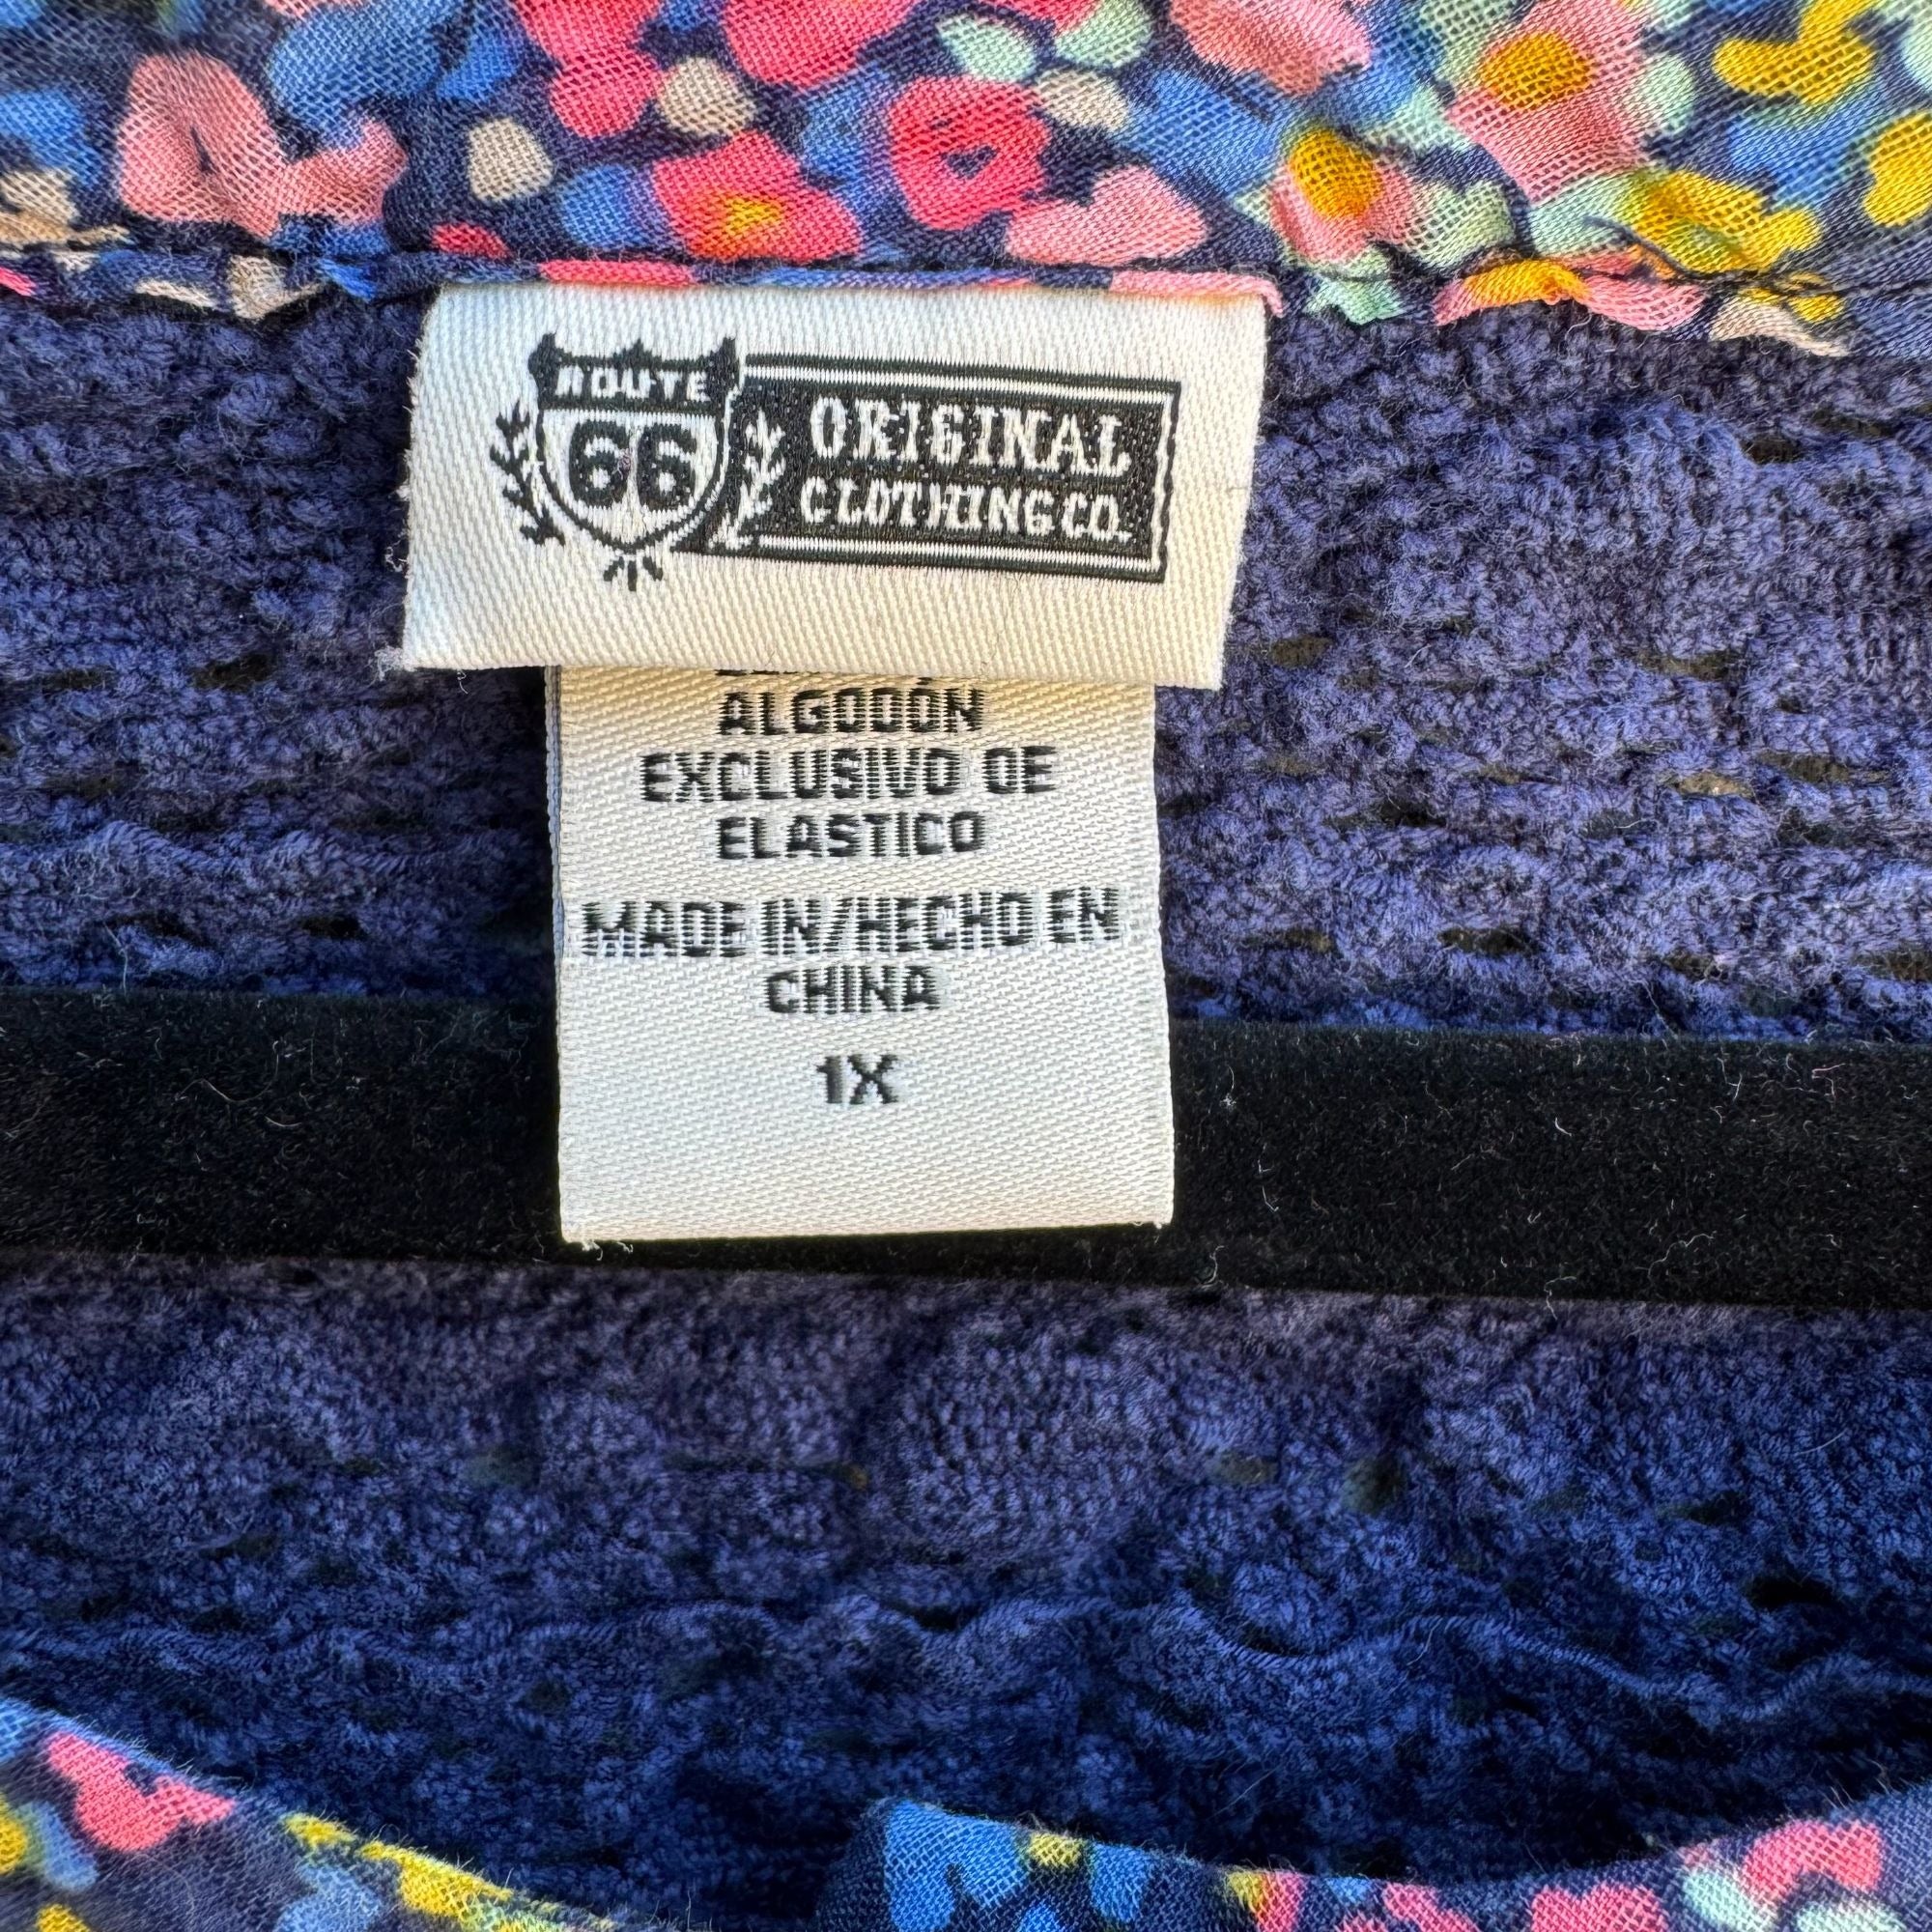 ROUTE
66
ORIGINAL
CLOTHING CO.
ALGODON
EXCLUSIVO DE
ELASTICO
MADE IN/HECHO EN
CHINA
1X